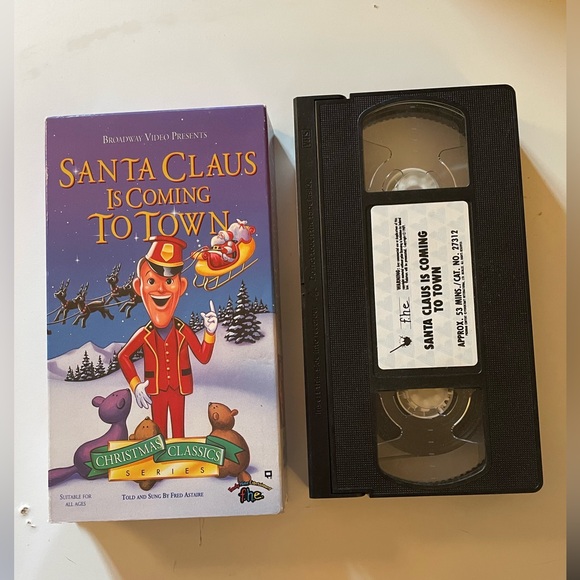 BROADWAY VIDEO PRESENTS
SANTA CLAUS
IS COMING
TO TOWN
CHRISTMAS CLASSICS
SERIES
SUITABLE FOR
ALL AGES
TOLD AND SUNG BY FRED ASTAIRE
fhe
WARNING:
fhe
SANTA CLAUS IS COMING
TO TOWN
APPROX. 53 MINS./CAT. NO. 27312